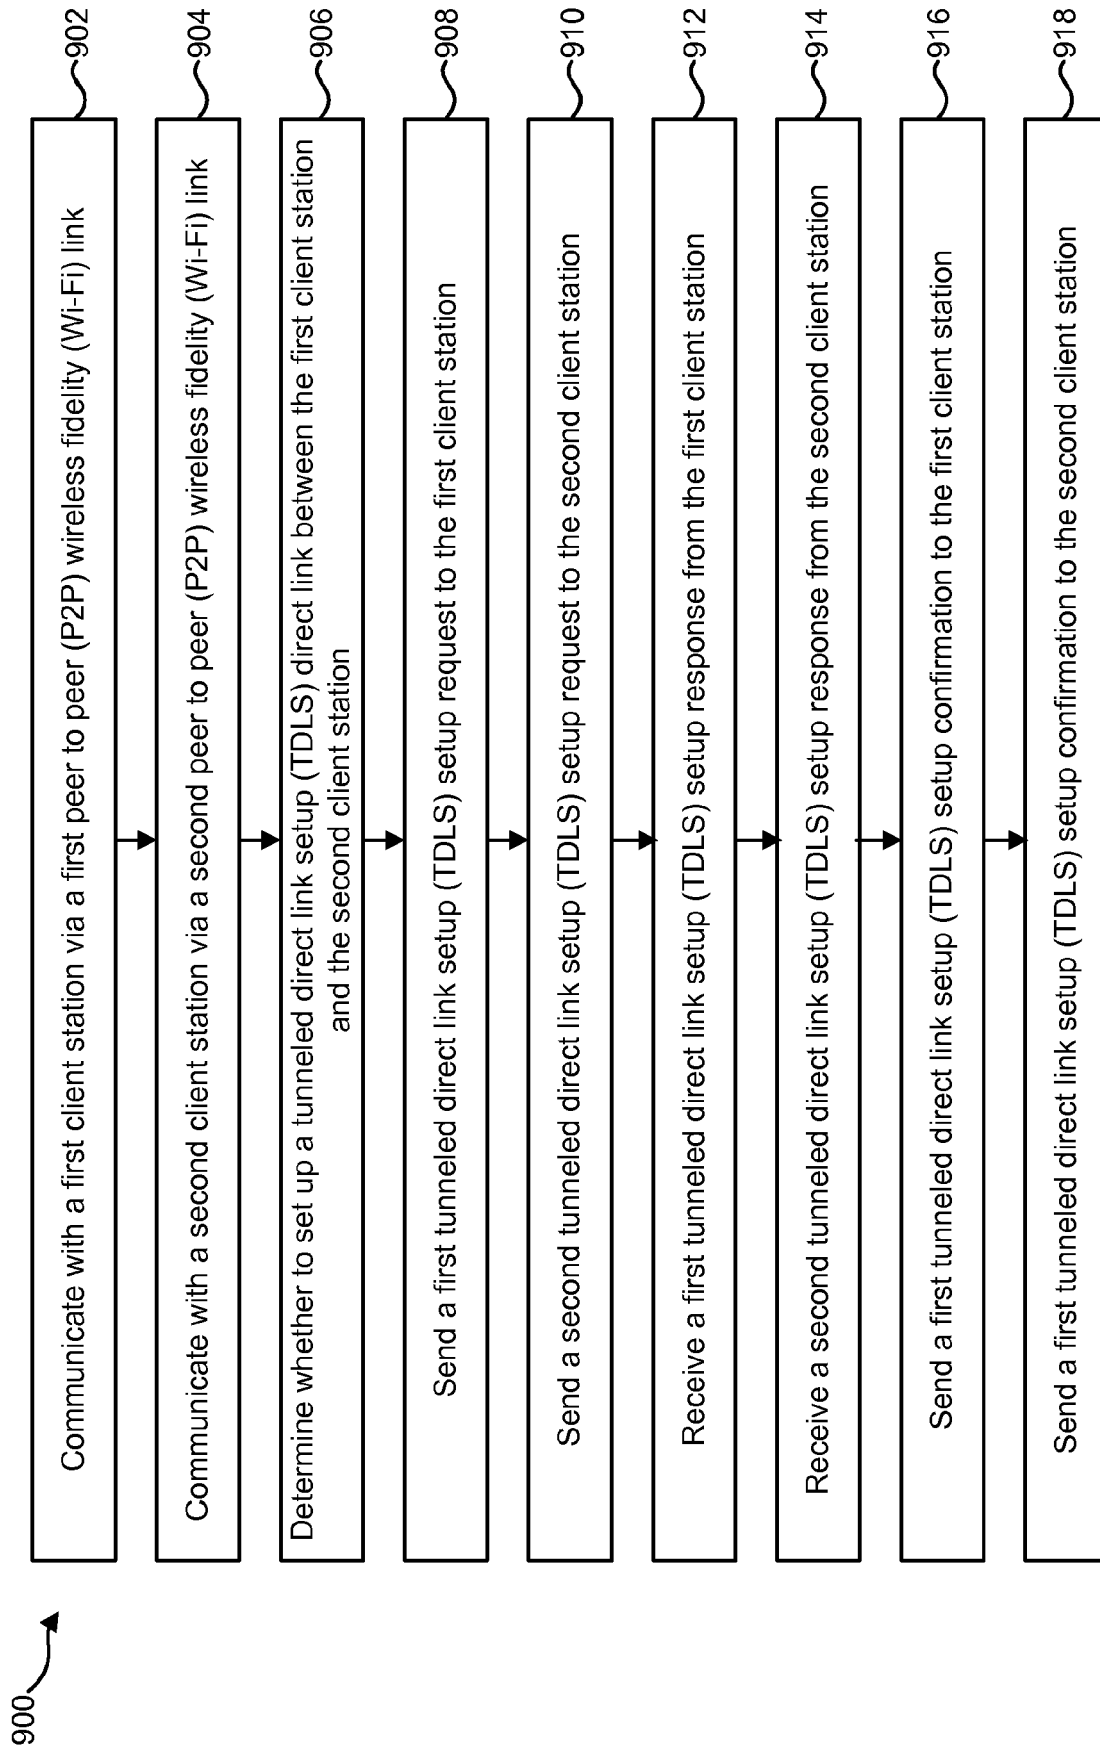 900
Communicate with a first client station via a first peer to peer (P2P) wireless fidelity (Wi-Fi) link
902
Communicate with a second client station via a second peer to peer (P2P) wireless fidelity (Wi-Fi) link
904
Determine whether to set up a tunneled direct link setup (TDLS) direct link between the first client station
and the second client station
906
Send a first tunneled direct link setup (TDLS) setup request to the first client station
908
Send a second tunneled direct link setup (TDLS) setup request to the second client station
910
Receive a first tunneled direct link setup (TDLS) setup response from the first client station
912
Receive a second tunneled direct link setup (TDLS) setup response from the second client station
914
Send a first tunneled direct link setup (TDLS) setup confirmation to the first client station
916
Send a first tunneled direct link setup (TDLS) setup confirmation to the second client station
918